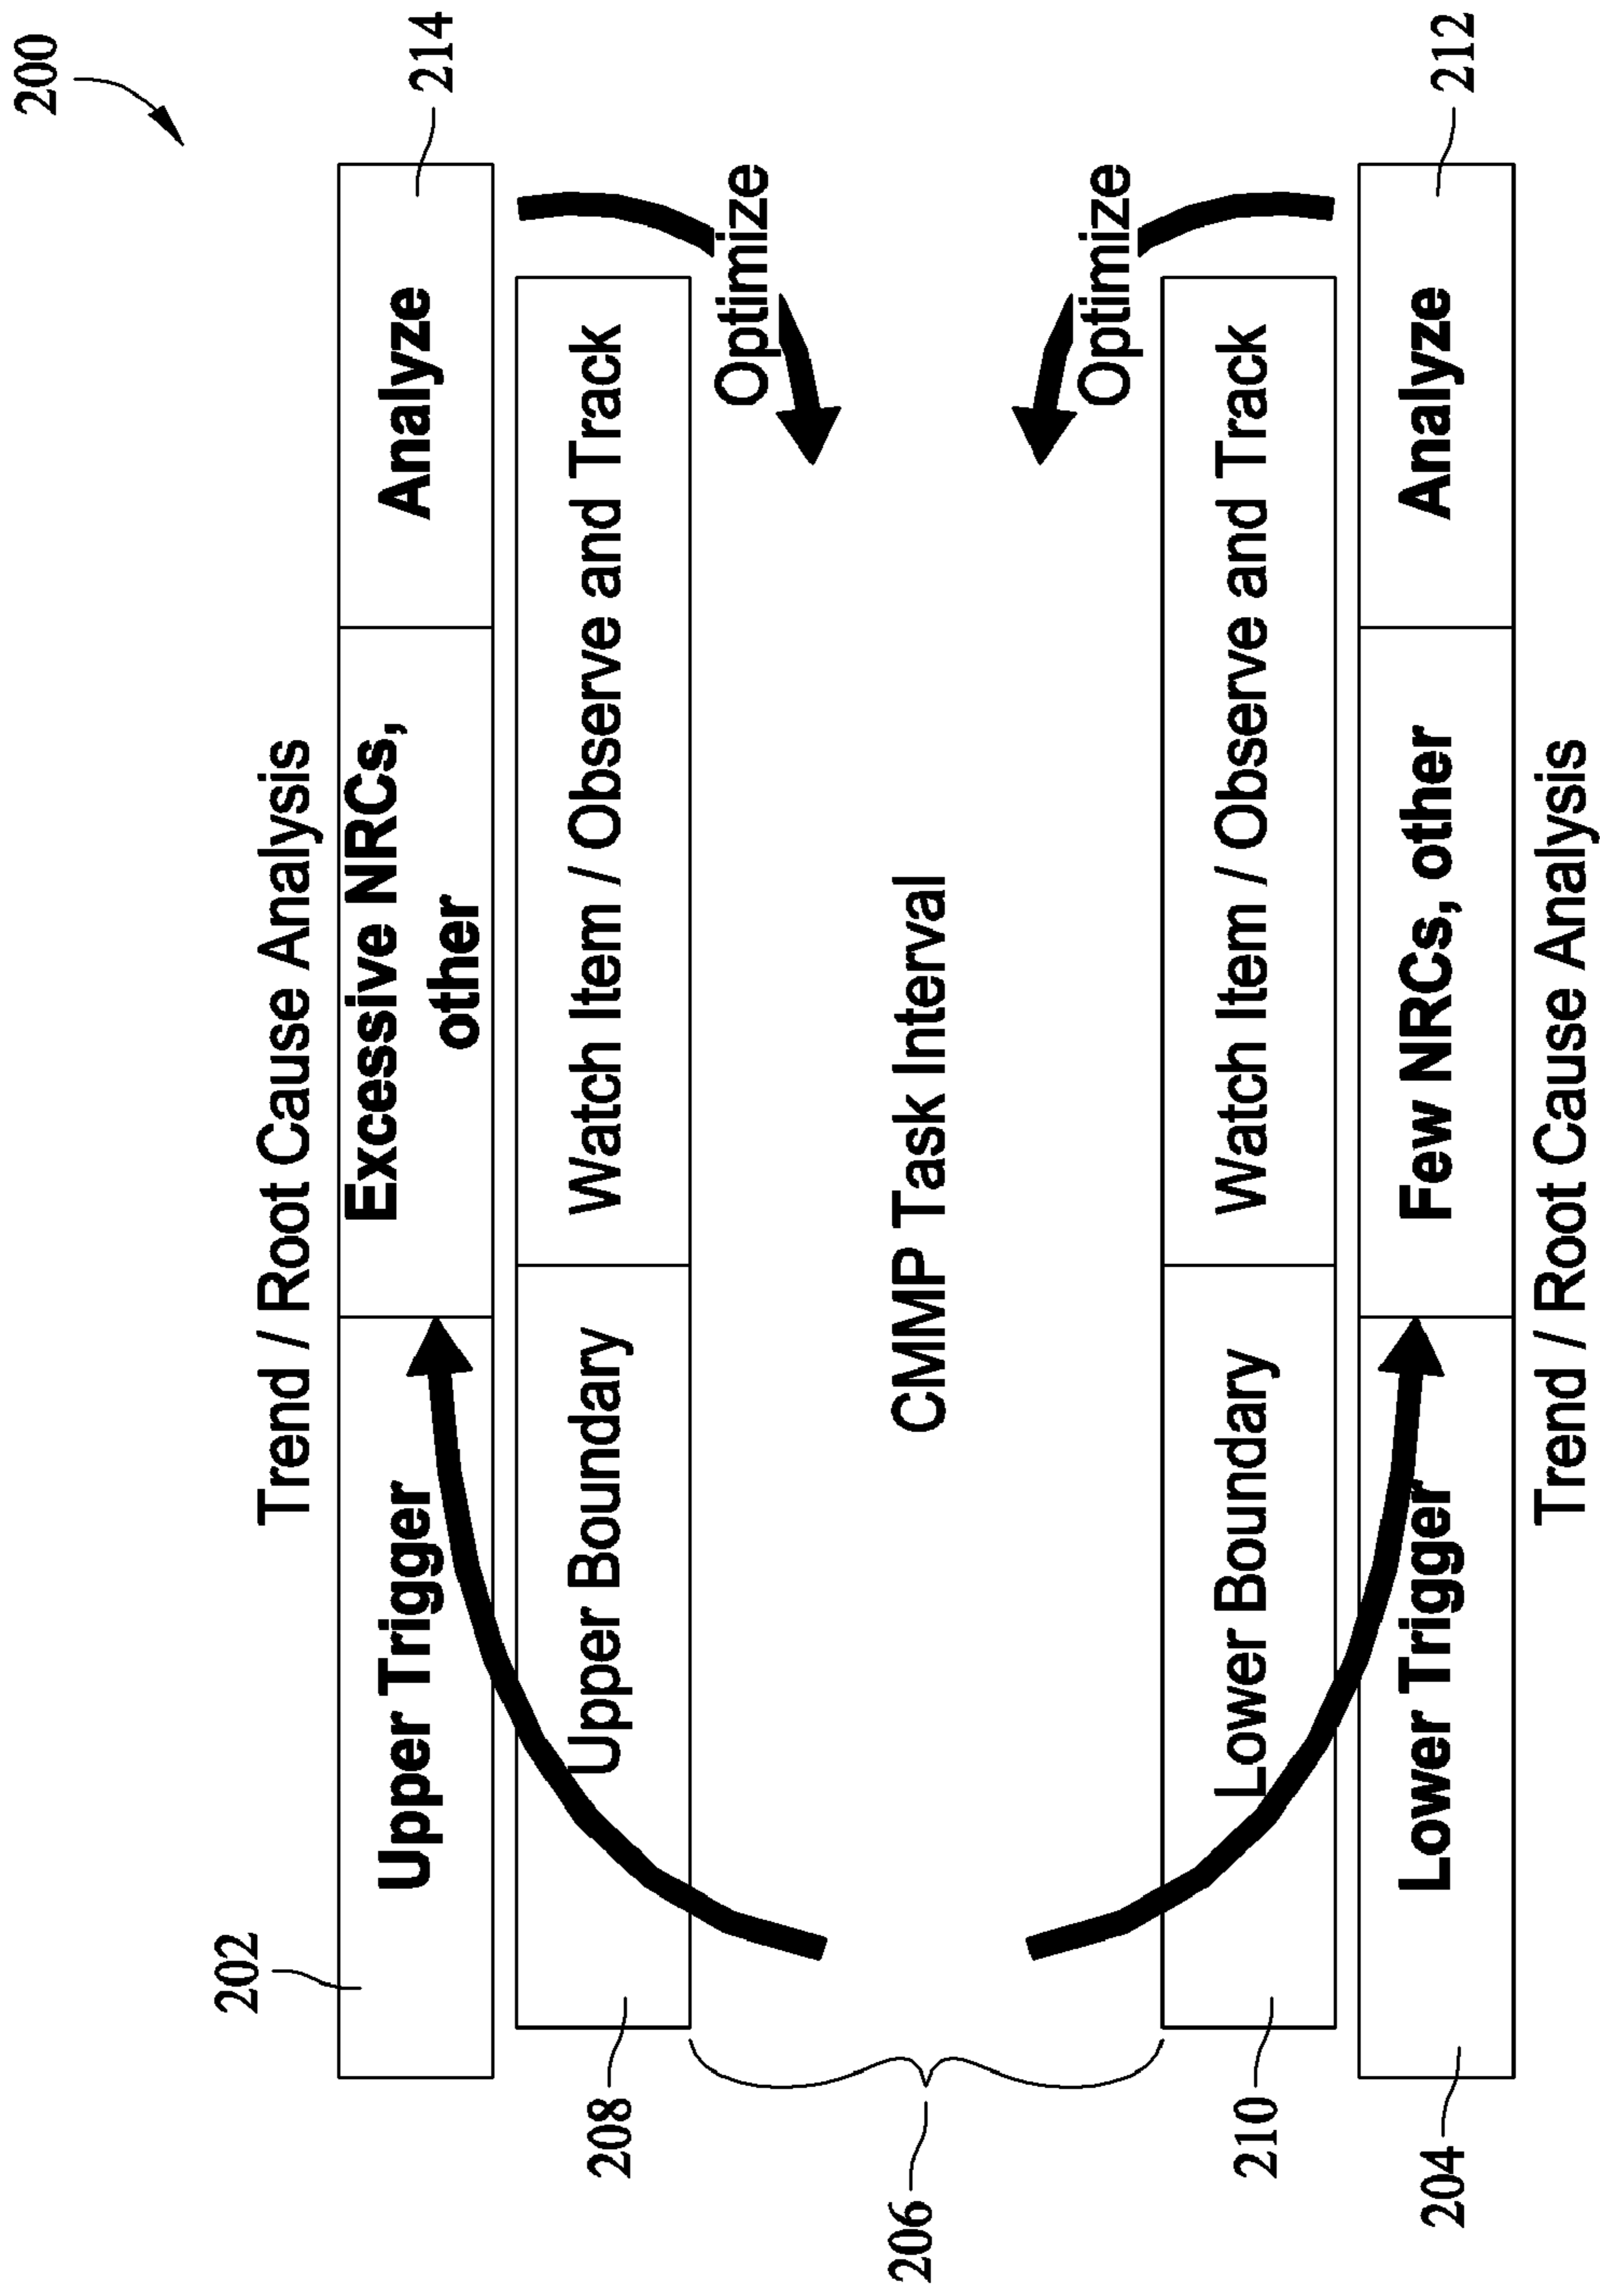 200
Trend / Root Cause Analysis
202
Upper Trigger
Excessive NRCs,
other
Analyze
214
208
Upper Boundary
Watch Item / Observe and Track
Optimize
206
CMMP Task Interval
Optimize
210
Lower Boundary
Watch Item / Observe and Track
204
Lower Trigger
Few NRCs, other
Analyze
212
Trend / Root Cause Analysis